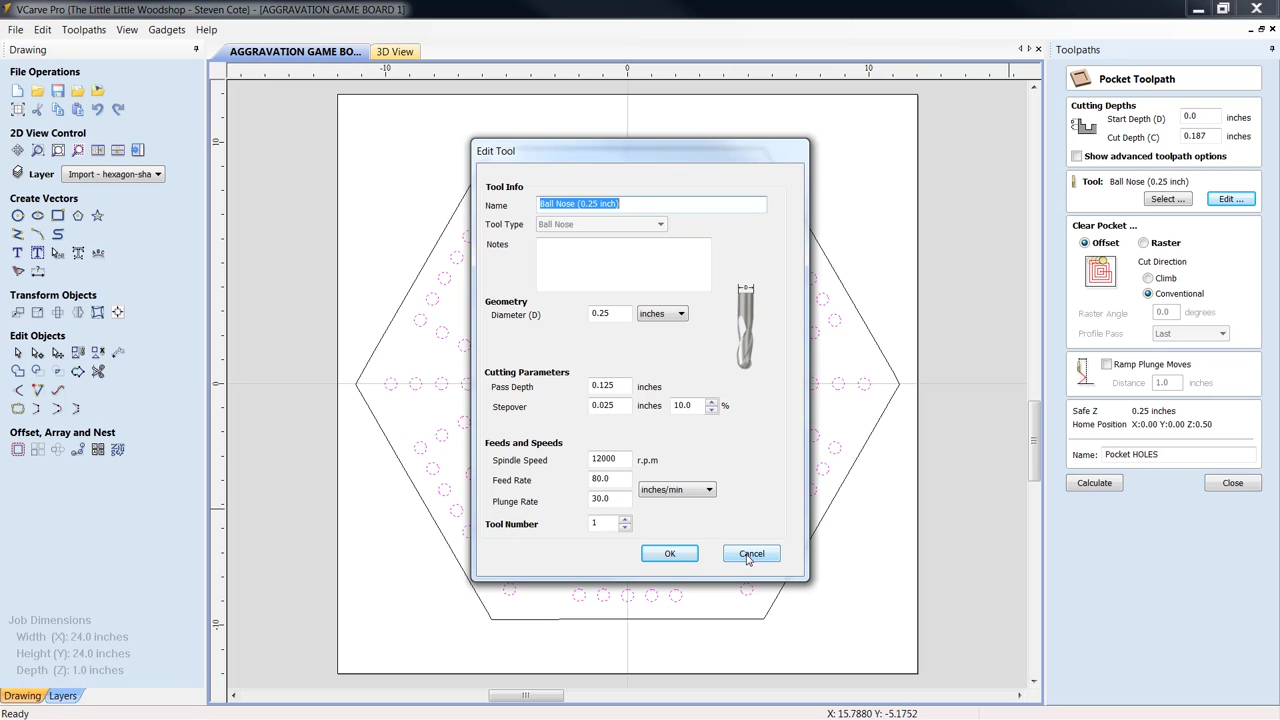 VCarve Pro (The Little Little Woodshop - Steven Cote) - [AGGRAVATION GAME BOARD 1]
File Edit Toolpaths View Gadgets Help
Drawing
File Operations
2D View Control
Layer Import - hexagon-sha
Create Vectors
Transform Objects
Edit Objects
Offset, Array and Nest
Job Dimensions
Width (X): 24.0 inches
Height (Y): 24.0 inches
Depth (Z): 1.0 inches
Drawing Layers
Ready
AGGRAVATION GAME BO... 3D View
-10 0 10
10
0
-10
Edit Tool
Tool Info
Name Ball Nose (0.25 inch)
Tool Type Ball Nose
Notes
Geometry
Diameter (D) 0.25 inches
D
Cutting Parameters
Pass Depth 0.125 inches
Stepover 0.025 inches 10.0 %
Feeds and Speeds
Spindle Speed 12000 r.p.m
Feed Rate 80.0
inches/min
Plunge Rate 30.0
Tool Number 1
OK Cancel
X: 15.7880 Y: -5.1752
Toolpaths
Pocket Toolpath
Cutting Depths
Start Depth (D) 0.0 inches
Cut Depth (C) 0.187 inches
Show advanced toolpath options
Tool: Ball Nose (0.25 inch)
Select ... Edit ...
Clear Pocket ...
Offset Raster
Cut Direction
Climb
Conventional
Raster Angle 0.0 degrees
Profile Pass Last
Ramp Plunge Moves
Distance 1.0 inches
Safe Z 0.25 inches
Home Position X:0.00 Y:0.00 Z:0.50
Name: Pocket HOLES
Calculate Close